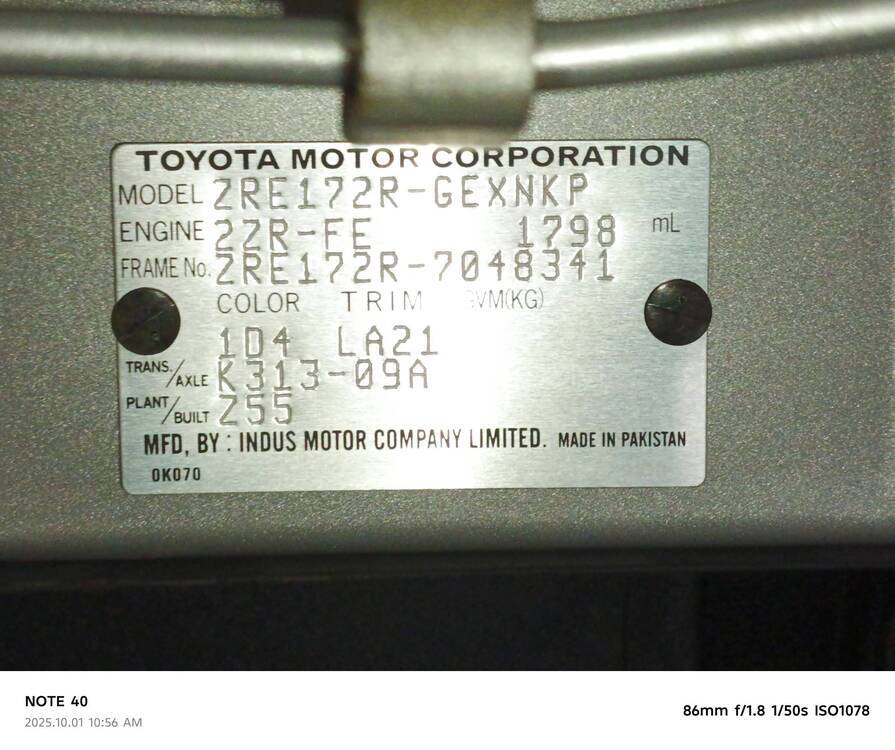 TOYOTA MOTOR CORPORATION
MODEL ZRE172R-GEXNKP
ENGINE 2ZR-FE 1798 mL
FRAME No. ZRE172R-7048341
COLOR TRIM GVM(KG)
1D4 LA21
TRANS./AXLE K313-09A
PLANT/BUILT Z55
MFD, BY : INDUS MOTOR COMPANY LIMITED. MADE IN PAKISTAN
0K070
NOTE 40
2025.10.01 10:56 AM
86mm f/1.8 1/50s ISO1078